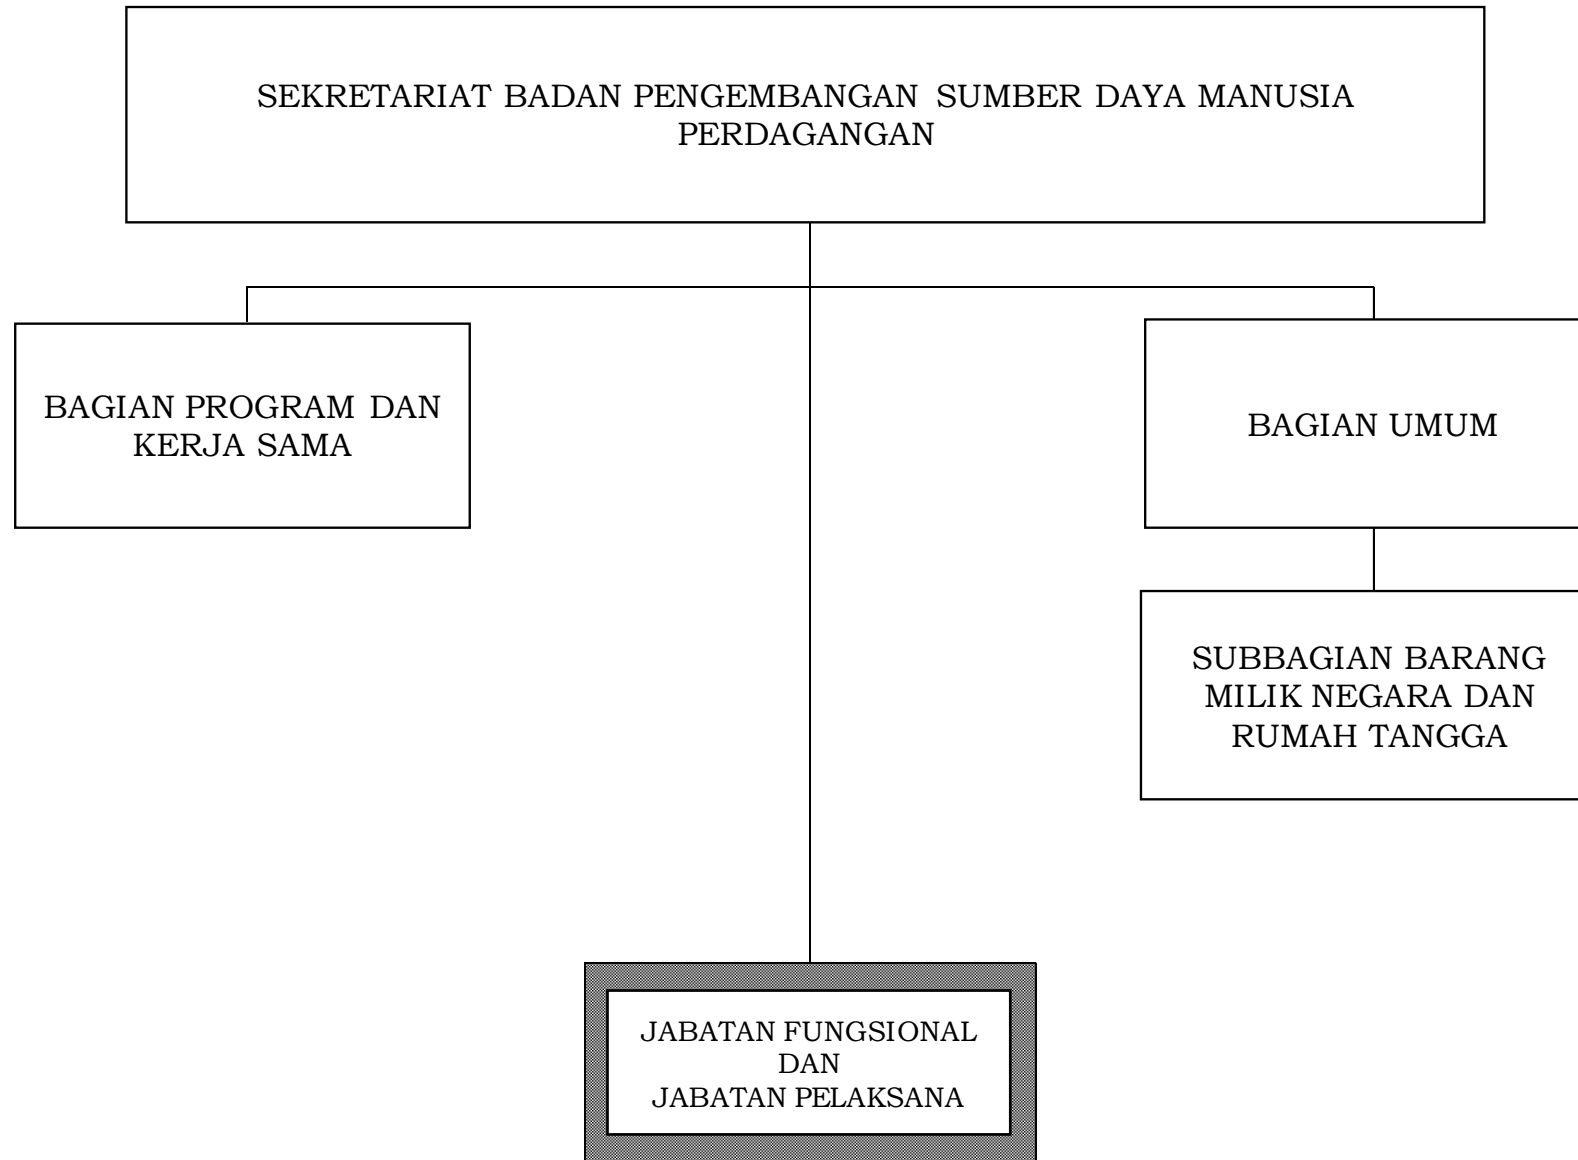 SEKRETARIAT BADAN PENGEMBANGAN SUMBER DAYA MANUSIA
PERDAGANGAN
BAGIAN PROGRAM DAN
KERJA SAMA
BAGIAN UMUM
SUBBAGIAN BARANG
MILIK NEGARA DAN
RUMAH TANGGA
JABATAN FUNGSIONAL
DAN
JABATAN PELAKSANA